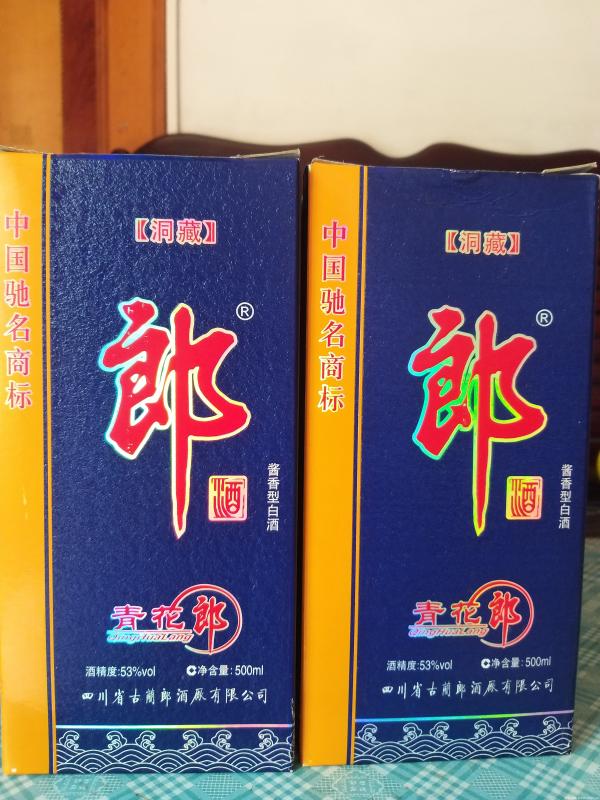 中国驰名商标
【洞藏】
郎®
酒
酱香型白酒
青花郎
QingHuaLang
酒精度:53%vol 净含量: 500ml
四川省古蔺郎酒厰有限公司
中国驰名商标
【洞藏】
郎®
酒
酱香型白酒
青花郎
QingHuaLang
酒精度:53%vol 净含量: 500ml
四川省古蔺郎酒厰有限公司